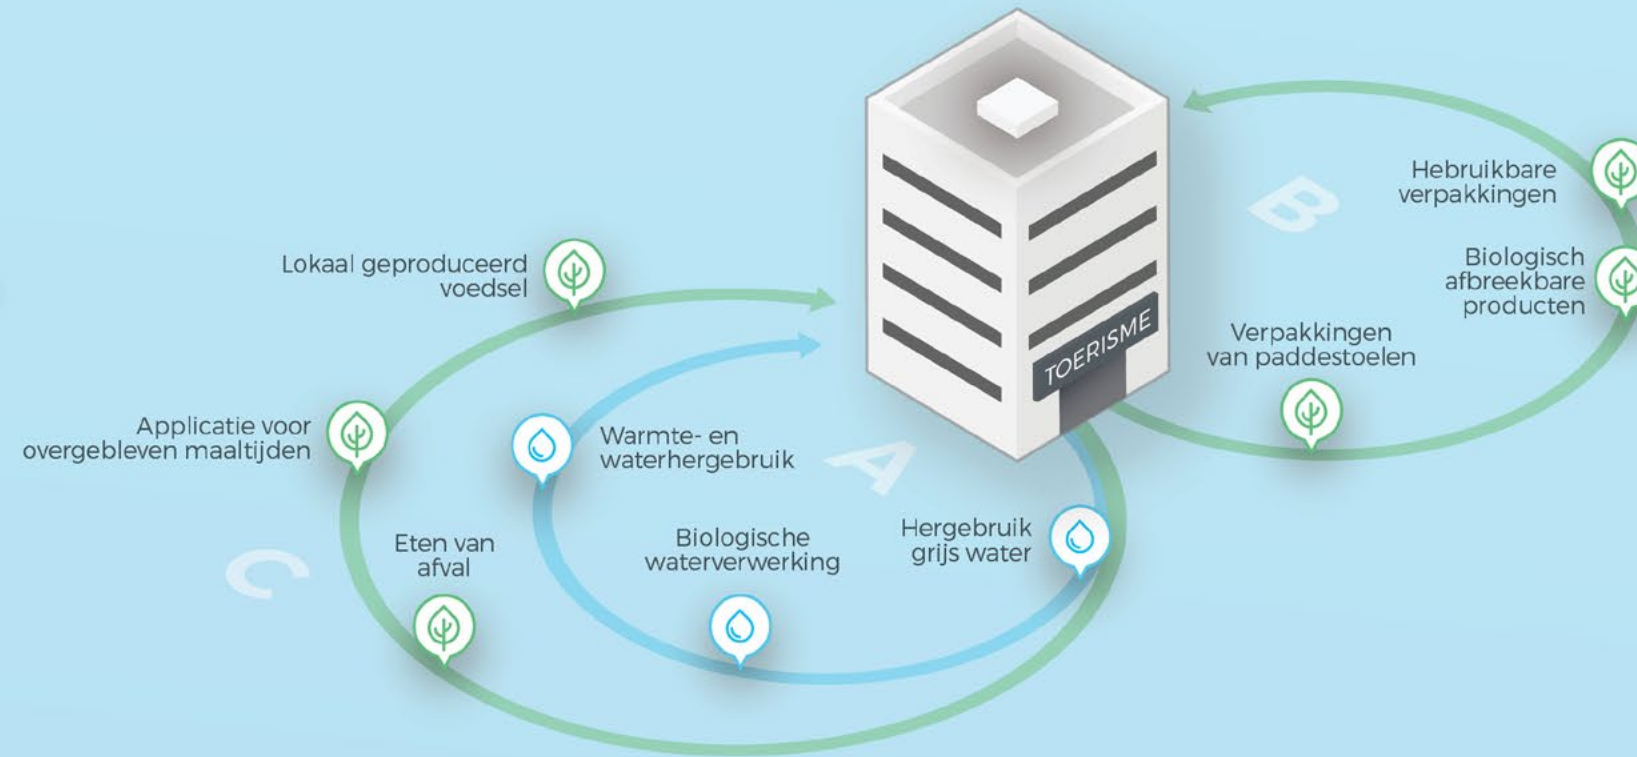 Hebruikbare
verpakkingen
B
Lokaal geproduceerd
voedsel
Biologisch
afbreekbare
producten
TOERISME
Verpakkingen
van paddestoelen
Applicatie voor
overgebleven maaltijden
Warmte- en
waterhergebruik
A
Eten van
afval
Biologische
waterverwerking
Hergebruik
grijs water
C